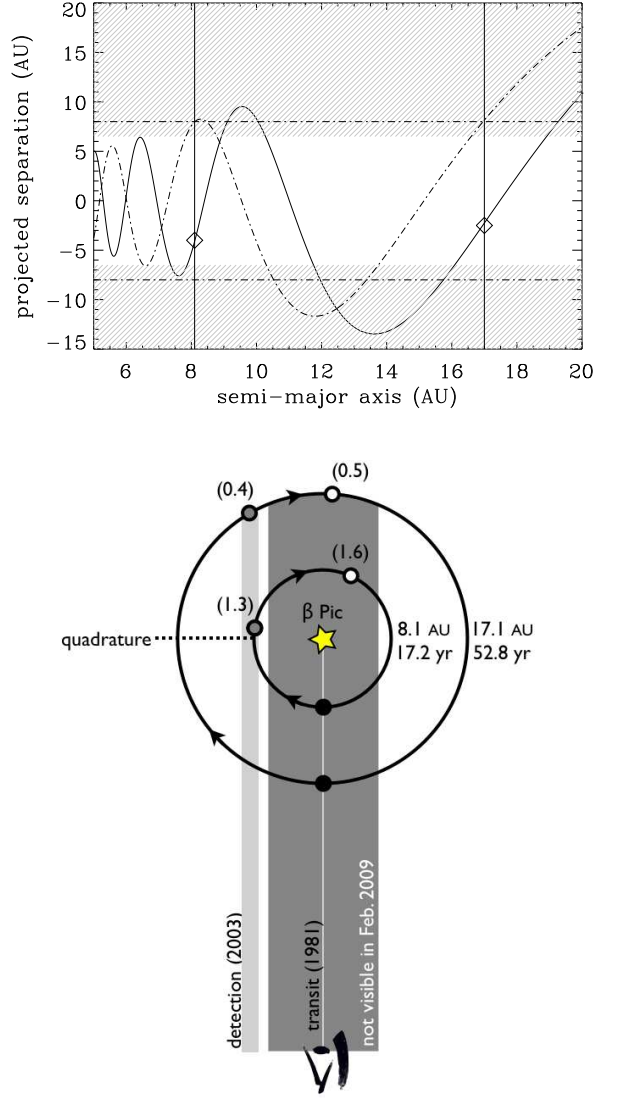 20
15
10
5
0
−5
−10
−15
projected separation (AU)
6 8 10 12 14 16 18 20
semi−major axis (AU)
(0.5)
(0.4)
(1.6)
(1.3)
β Pic
quadrature
8.1 AU
17.2 yr
17.1 AU
52.8 yr
detection (2003)
transit (1981)
not visible in Feb. 2009